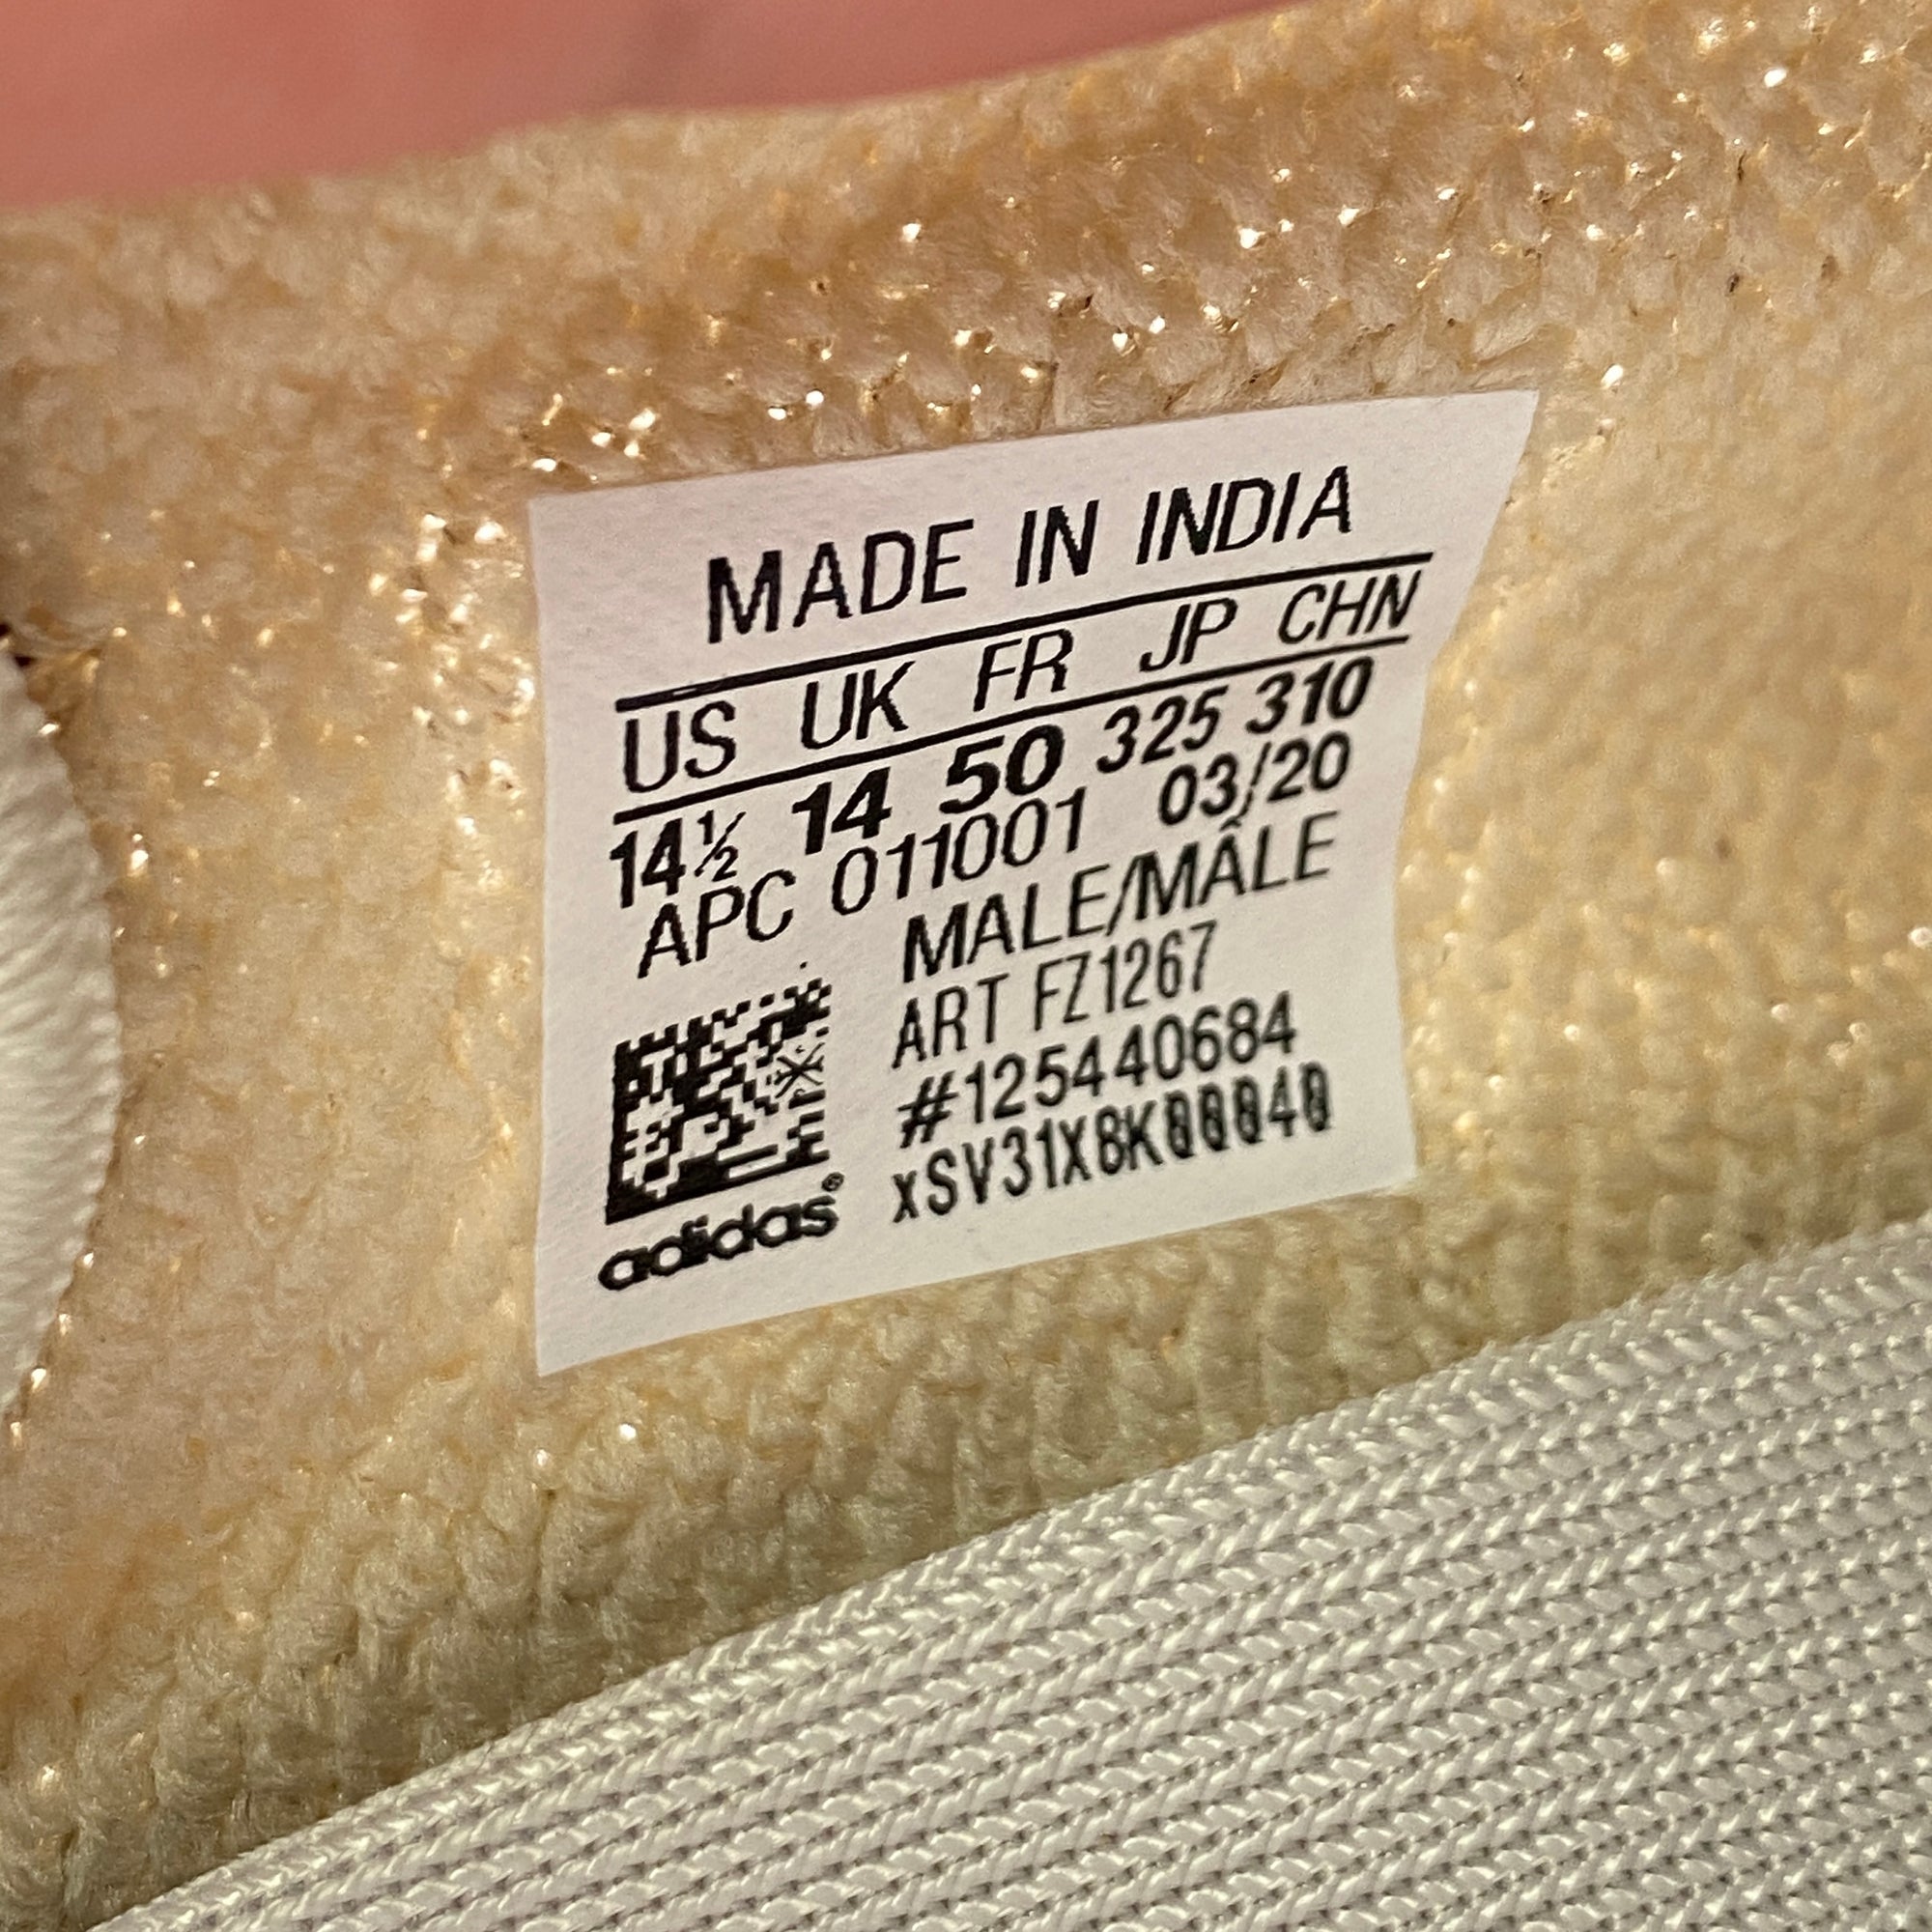 MADE IN INDIA
US UK FR JP CHN
14½ 14 50 325 310
APC 011001 03/20
MALE/MÂLE
ART FZ1267
#125440684
xSV31X8K00040
adidas®